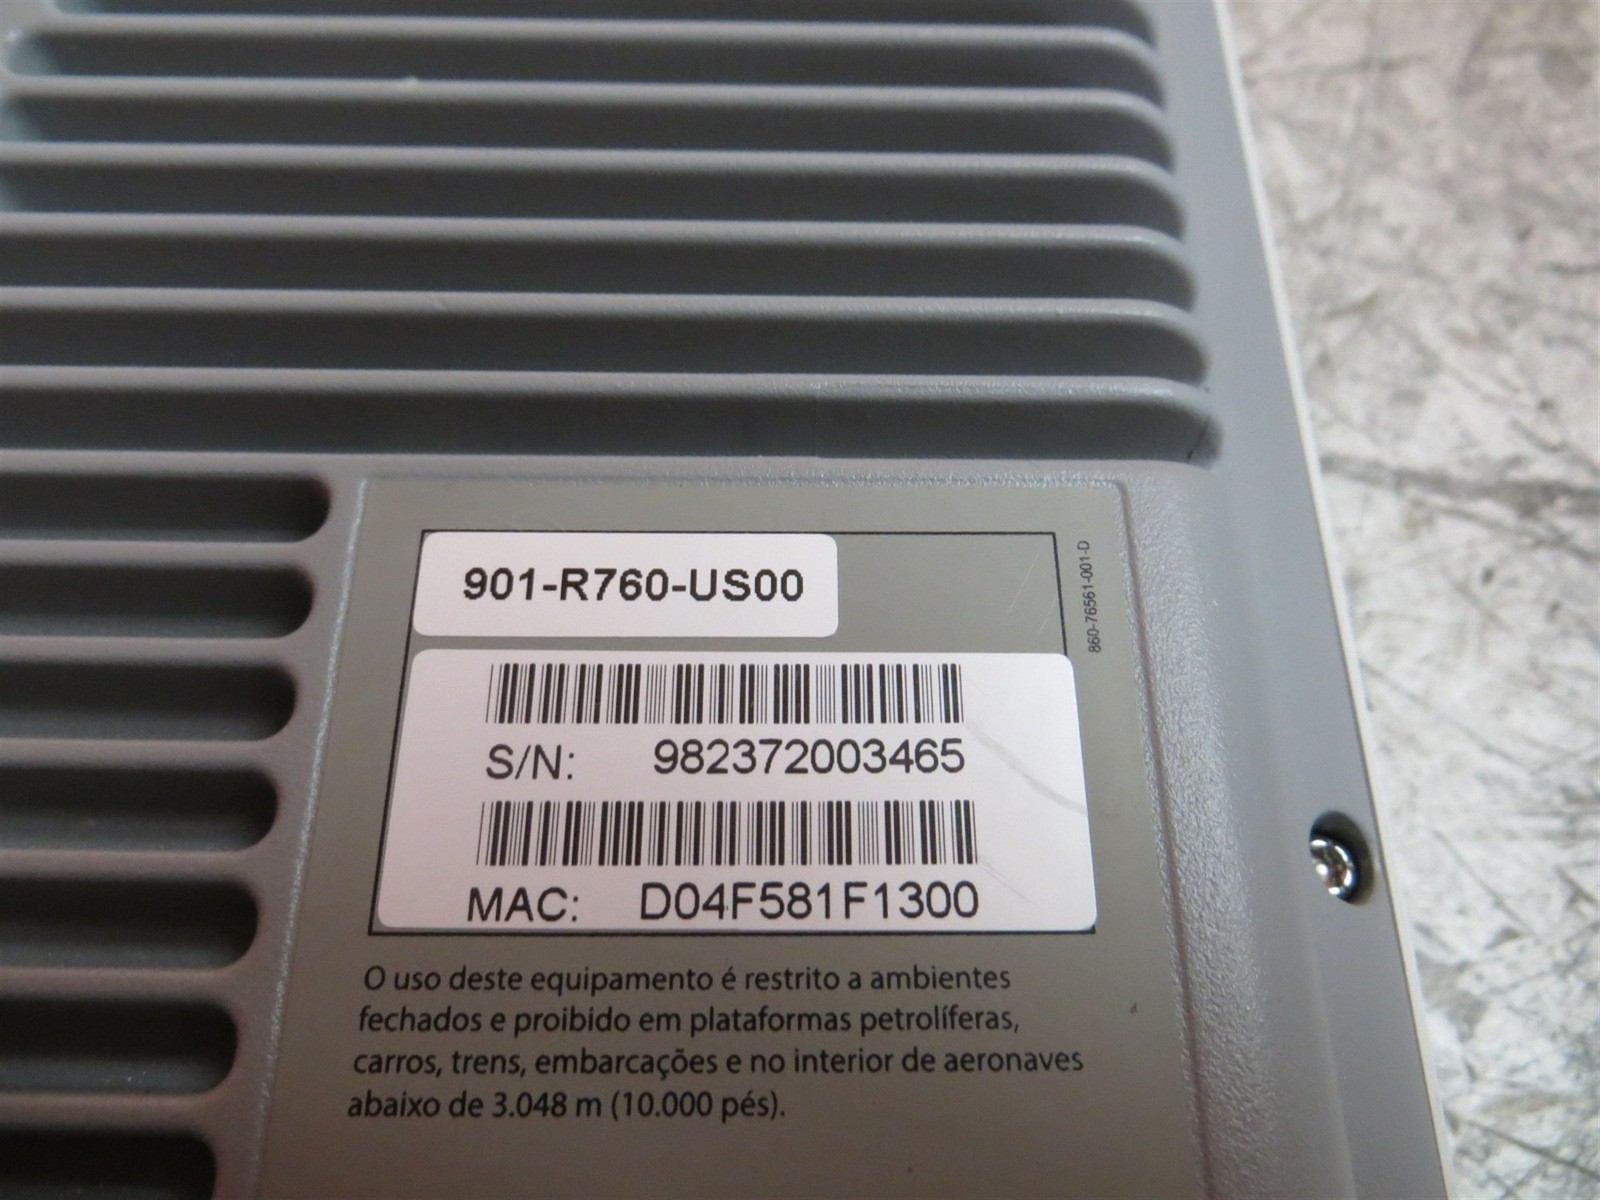 901-R760-US00
860-76561-001-D
S/N: 982372003465
MAC: D04F581F1300
O uso deste equipamento é restrito a ambientes
fechados e proibido em plataformas petrolíferas,
carros, trens, embarcações e no interior de aeronaves
abaixo de 3.048 m (10.000 pés).